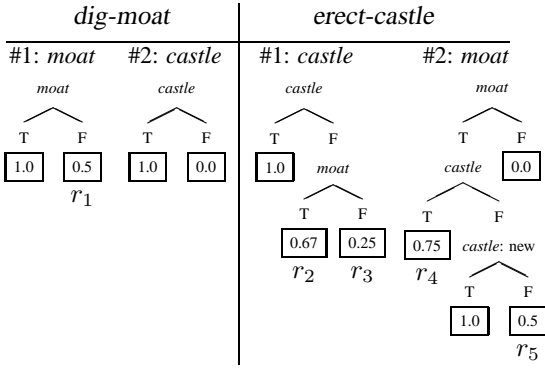 dig-moat erect-castle
#1: moat #2: castle #1: castle #2: moat
moat castle castle moat
T F T F T F T F
1.0 0.5 1.0 0.0 1.0 0.0
r1 moat castle
T F T F
0.67 0.25 0.75 castle: new
r2 r3 r4
T F
1.0 0.5
r5